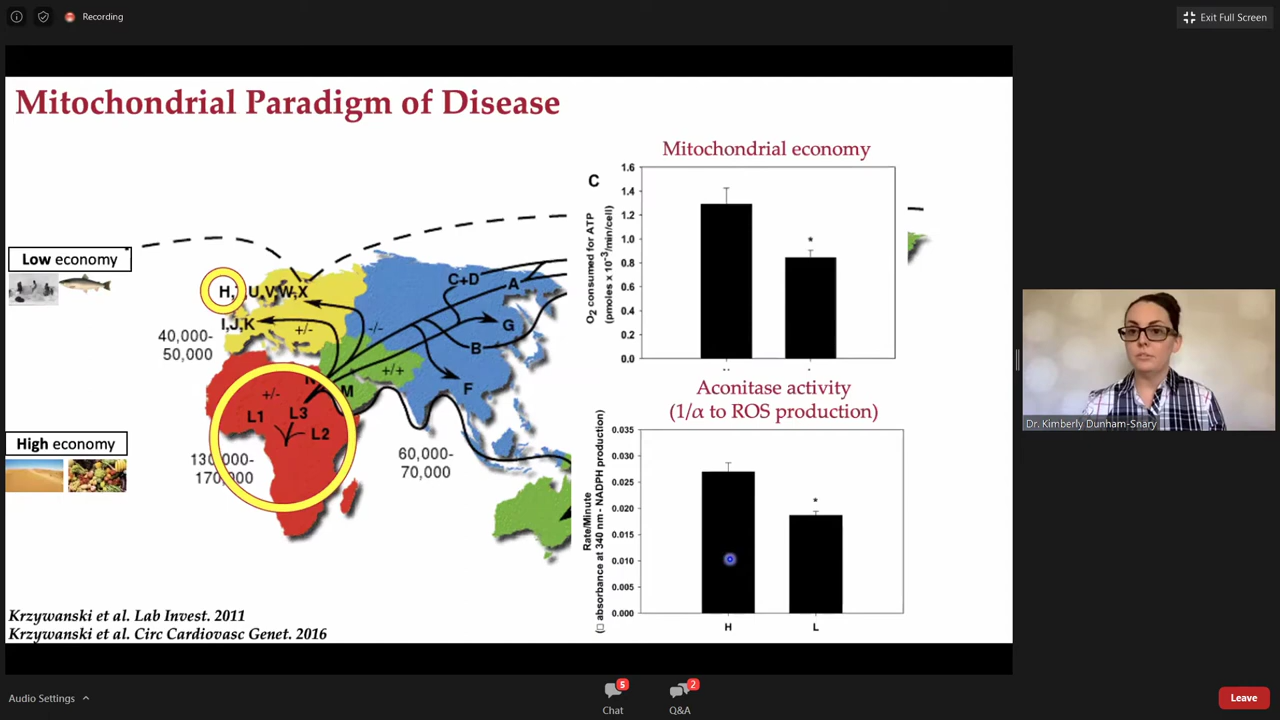 Recording
Exit Full Screen
Mitochondrial Paradigm of Disease
Mitochondrial economy
C
1.6
1.4
1.2
1.0
0.8
0.6
0.4
0.2
0.0
O2 consumed for ATP
(pmoles x 10-3/min/cell)
*
Low economy
H,
U,V,W,X
I,J,K
+/-
-/-
C+D
A
G
B
F
40,000-
50,000
+/+
M
+/-
L1
L3
L2
High economy
130,000-
170,000
60,000-
70,000
Aconitase activity
(1/α to ROS production)
0.035
0.030
0.025
0.020
0.015
0.010
0.005
0.000
Rate/Minute
(□ absorbance at 340 nm - NADPH production)
*
H
L
Krzywanski et al. Lab Invest. 2011
Krzywanski et al. Circ Cardiovasc Genet. 2016
Dr. Kimberly Dunham-Snary
Audio Settings
5
Chat
2
Q&A
Leave